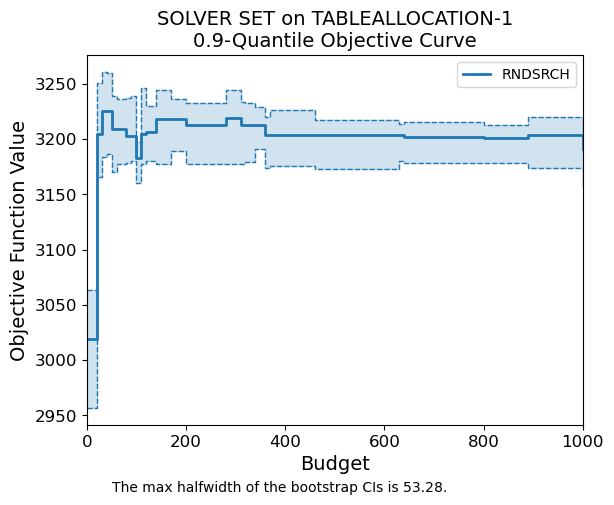 SOLVER SET on TABLEALLOCATION-1
0.9-Quantile Objective Curve
RNDSRCH
Objective Function Value
3250
3200
3150
3100
3050
3000
2950
0 200 400 600 800 1000
Budget
The max halfwidth of the bootstrap CIs is 53.28.